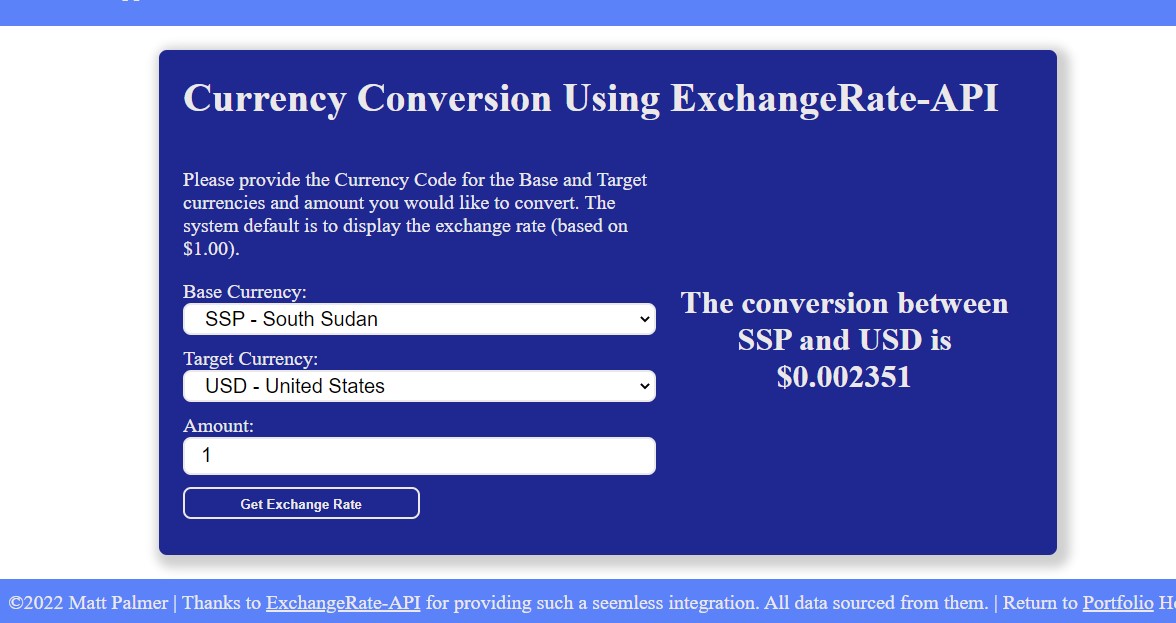 Currency Conversion Using ExchangeRate-API
Please provide the Currency Code for the Base and Target
currencies and amount you would like to convert. The
system default is to display the exchange rate (based on
$1.00).
Base Currency:
SSP - South Sudan
Target Currency:
USD - United States
Amount:
1
Get Exchange Rate
The conversion between
SSP and USD is
$0.002351
©2022 Matt Palmer | Thanks to ExchangeRate-API for providing such a seemless integration. All data sourced from them. | Return to Portfolio